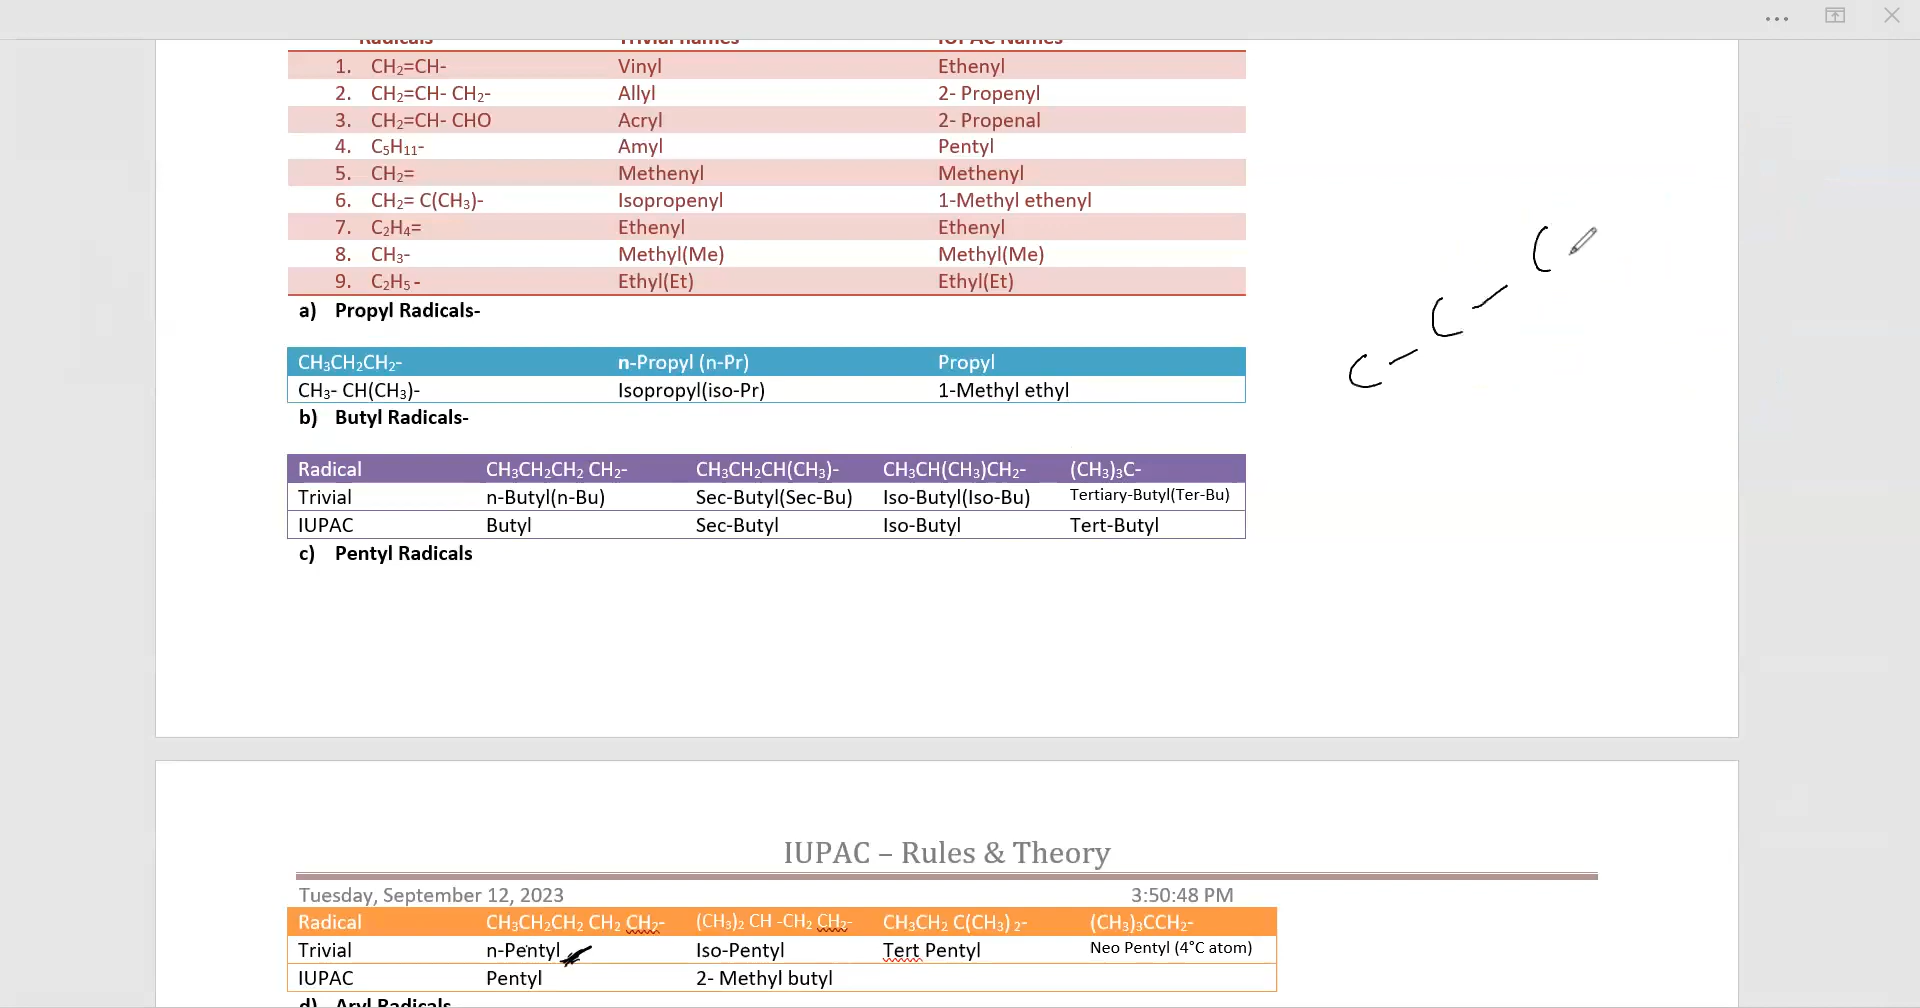 Radicals Trivial names IUPAC Names
1. CH₂=CH- Vinyl Ethenyl
2. CH₂=CH- CH₂- Allyl 2- Propenyl
3. CH₂=CH- CHO Acryl 2- Propenal
4. C₅H₁₁- Amyl Pentyl
5. CH₂= Methenyl Methenyl
6. CH₂= C(CH₃)- Isopropenyl 1-Methyl ethenyl
7. C₂H₄= Ethenyl Ethenyl
8. CH₃- Methyl(Me) Methyl(Me)
9. C₂H₅ - Ethyl(Et) Ethyl(Et)
a) Propyl Radicals-
CH₃CH₂CH₂- n-Propyl (n-Pr) Propyl
CH₃- CH(CH₃)- Isopropyl(iso-Pr) 1-Methyl ethyl
C - C - C
b) Butyl Radicals-
Radical CH₃CH₂CH₂ CH₂- CH₃CH₂CH(CH₃)- CH₃CH(CH₃)CH₂- (CH₃)₃C-
Trivial n-Butyl(n-Bu) Sec-Butyl(Sec-Bu) Iso-Butyl(Iso-Bu) Tertiary-Butyl(Ter-Bu)
IUPAC Butyl Sec-Butyl Iso-Butyl Tert-Butyl
c) Pentyl Radicals
IUPAC – Rules & Theory
Tuesday, September 12, 2023 3:50:48 PM
Radical CH₃CH₂CH₂ CH₂ CH₂- (CH₃)₂ CH -CH₂ CH₂- CH₃CH₂ C(CH₃) ₂- (CH₃)₃CCH₂-
Trivial n-Pentyl Iso-Pentyl Tert Pentyl Neo Pentyl (4°C atom)
IUPAC Pentyl 2- Methyl butyl
d) Aryl Radicals